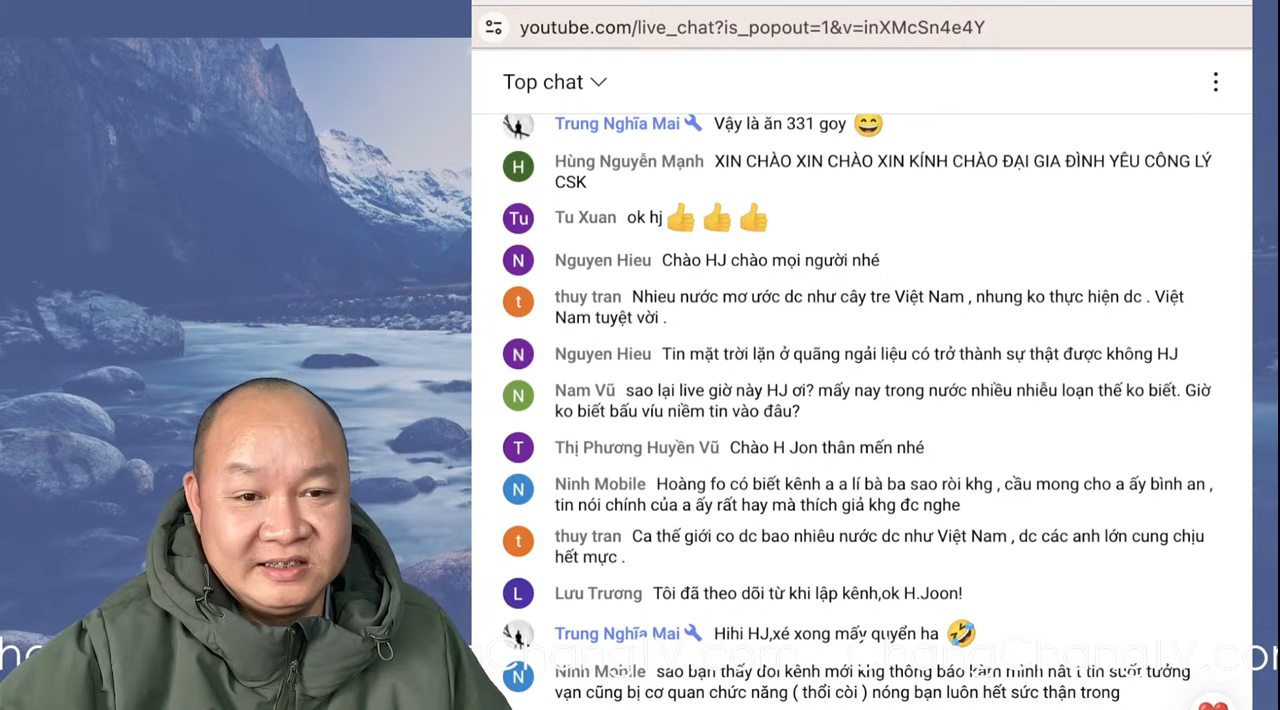 youtube.com/live_chat?is_popout=1&v=inXMcSn4e4Y
Top chat
Trung Nghĩa Mai Vậy là ăn 331 goy 😄
H Hùng Nguyễn Mạnh XIN CHÀO XIN CHÀO XIN KÍNH CHÀO ĐẠI GIA ĐÌNH YÊU CÔNG LÝ
CSK
Tu Tu Xuan ok hj 👍 👍 👍
N Nguyen Hieu Chào HJ chào mọi người nhé
t thuy tran Nhieu nước mơ ước dc như cây tre Việt Nam , nhung ko thực hiện dc . Việt
Nam tuyệt vời .
N Nguyen Hieu Tin mặt trời lặn ở quãng ngải liệu có trở thành sự thật được không HJ
N Nam Vũ sao lại live giờ này HJ ơi? mấy nay trong nước nhiều nhiễu loạn thế ko biết. Giờ
ko biết bấu víu niềm tin vào đâu?
T Thị Phương Huyền Vũ Chào H Jon thân mến nhé
N Ninh Mobile Hoàng fo có biết kênh a a lí bà ba sao ròi khg , cầu mong cho a ấy bình an ,
tin nói chính của a ấy rất hay mà thích giả khg đc nghe
t thuy tran Ca thế giới co dc bao nhiêu nước dc như Việt Nam , dc các anh lớn cung chịu
hết mực .
L Lưu Trương Tôi đã theo dõi từ khi lập kênh,ok H.Joon!
Trung Nghĩa Mai Hihi HJ,xé xong mấy quyển ha 🤣
N Ninh Mobile sao bạn thấy đổi kênh mới khg thông báo
vạn cũng bị cơ quan chức năng ( thổi còi ) nóng bạn luôn hết sức thận trong